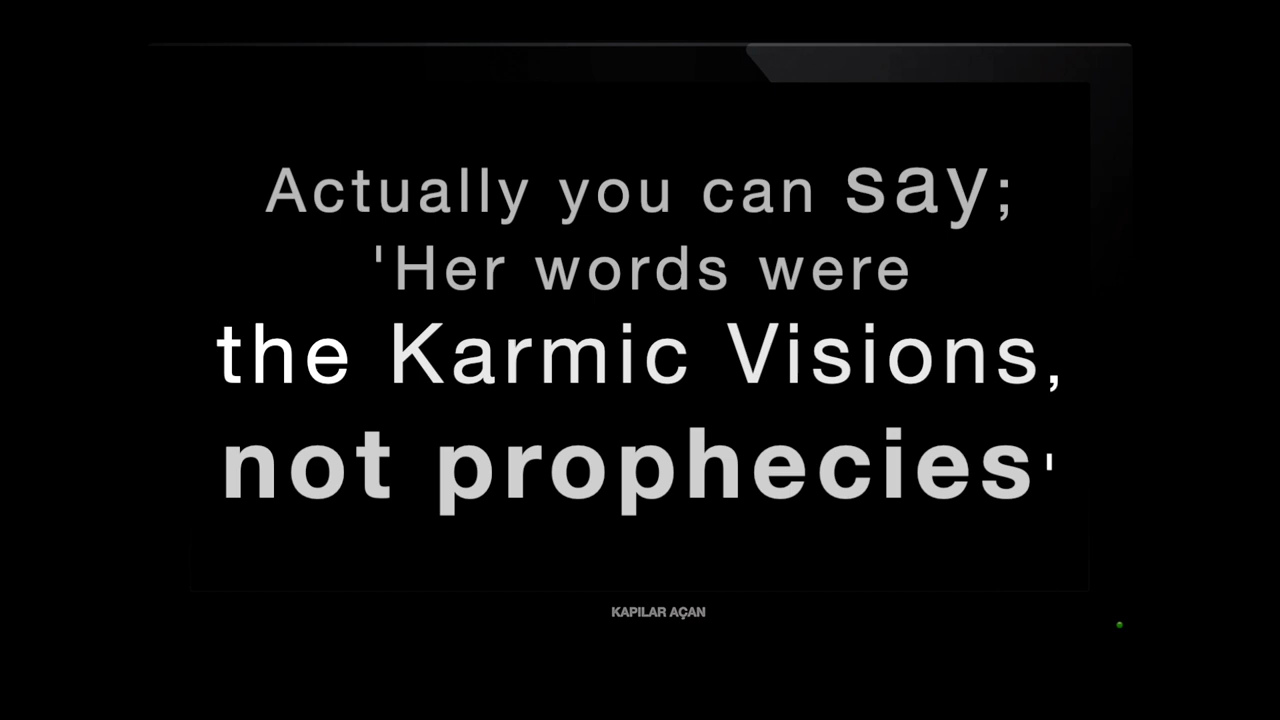 Actually you can say;
'Her words were
the Karmic Visions,
not prophecies'
KAPILAR AÇAN